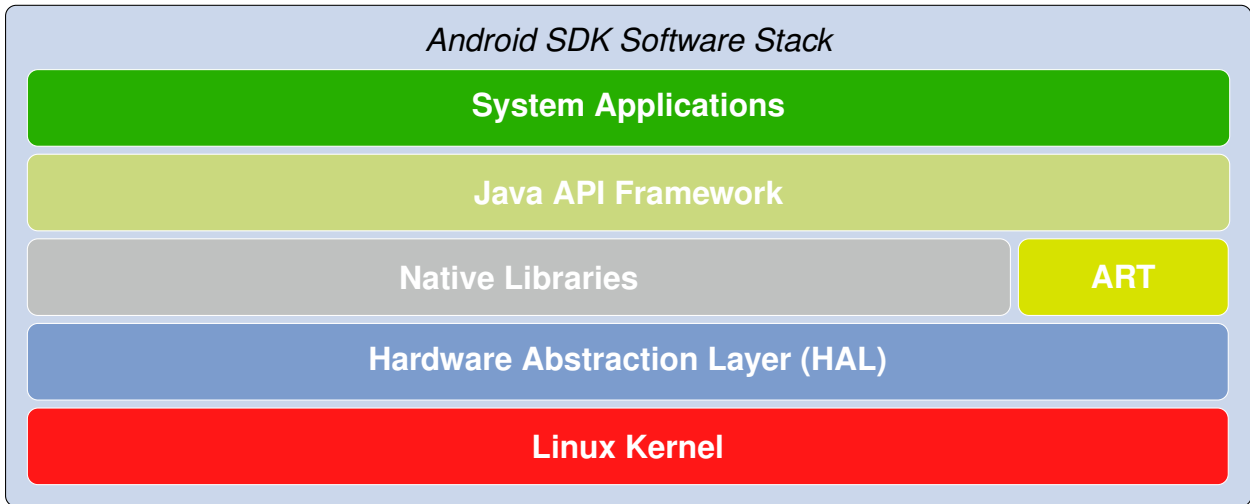 Android SDK Software Stack
System Applications
Java API Framework
Native Libraries
ART
Hardware Abstraction Layer (HAL)
Linux Kernel